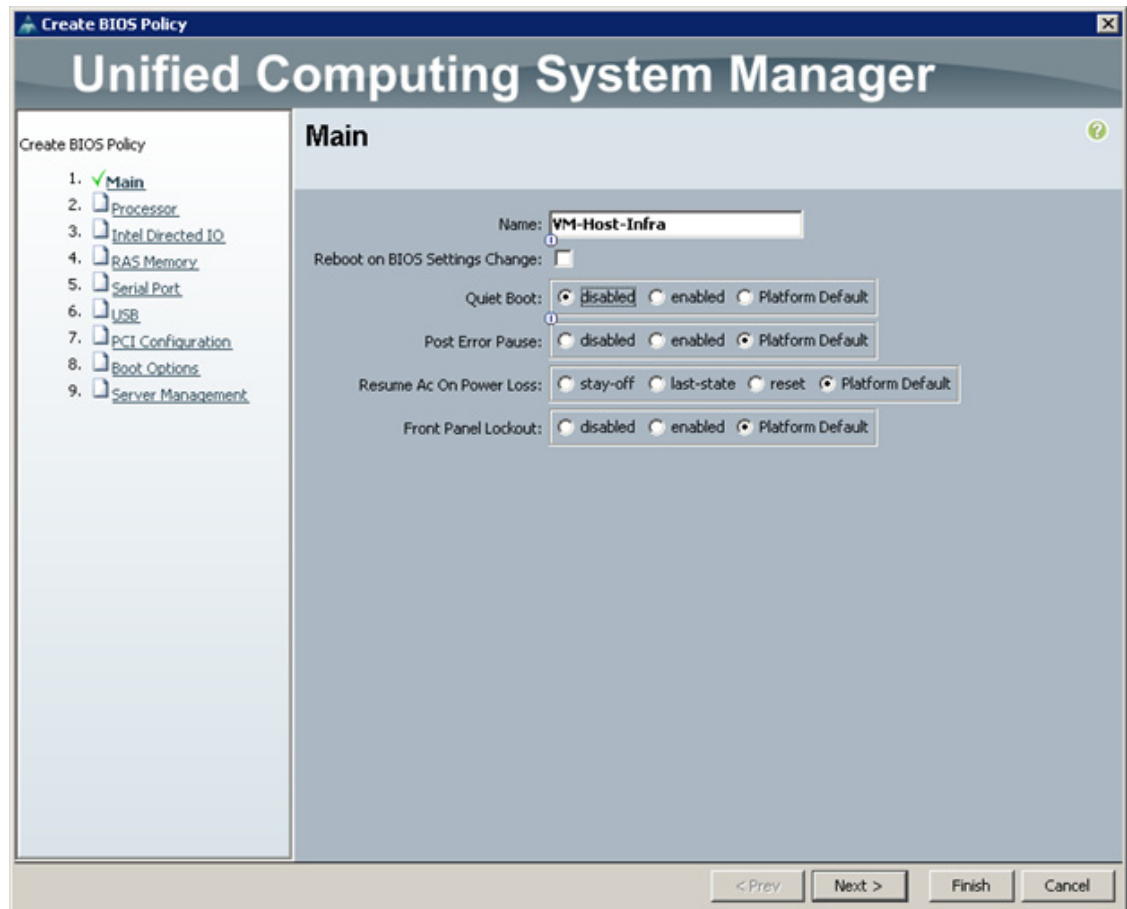 Create BIOS Policy
Unified Computing System Manager
Create BIOS Policy
1. Main
2. Processor
3. Intel Directed IO
4. RAS Memory
5. Serial Port
6. USB
7. PCI Configuration
8. Boot Options
9. Server Management
Main
Name: VM-Host-Infra
Reboot on BIOS Settings Change:
Quiet Boot: disabled enabled Platform Default
Post Error Pause: disabled enabled Platform Default
Resume Ac On Power Loss: stay-off last-state reset Platform Default
Front Panel Lockout: disabled enabled Platform Default
< Prev Next > Finish Cancel